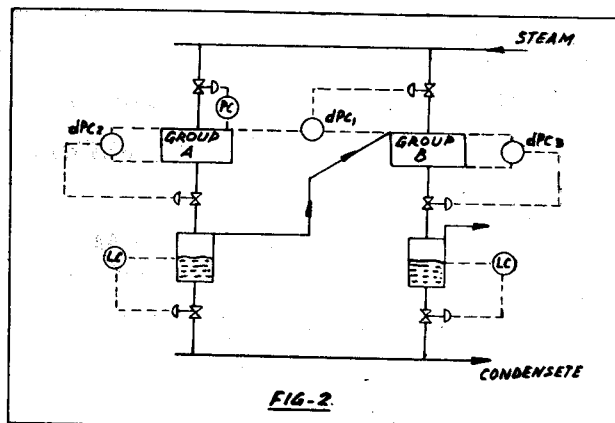 STEAM
PC
dPC1
dPC2
GROUP
A
GROUP
B
dPC3
LC
LC
CONDENSETE
FIG-2.